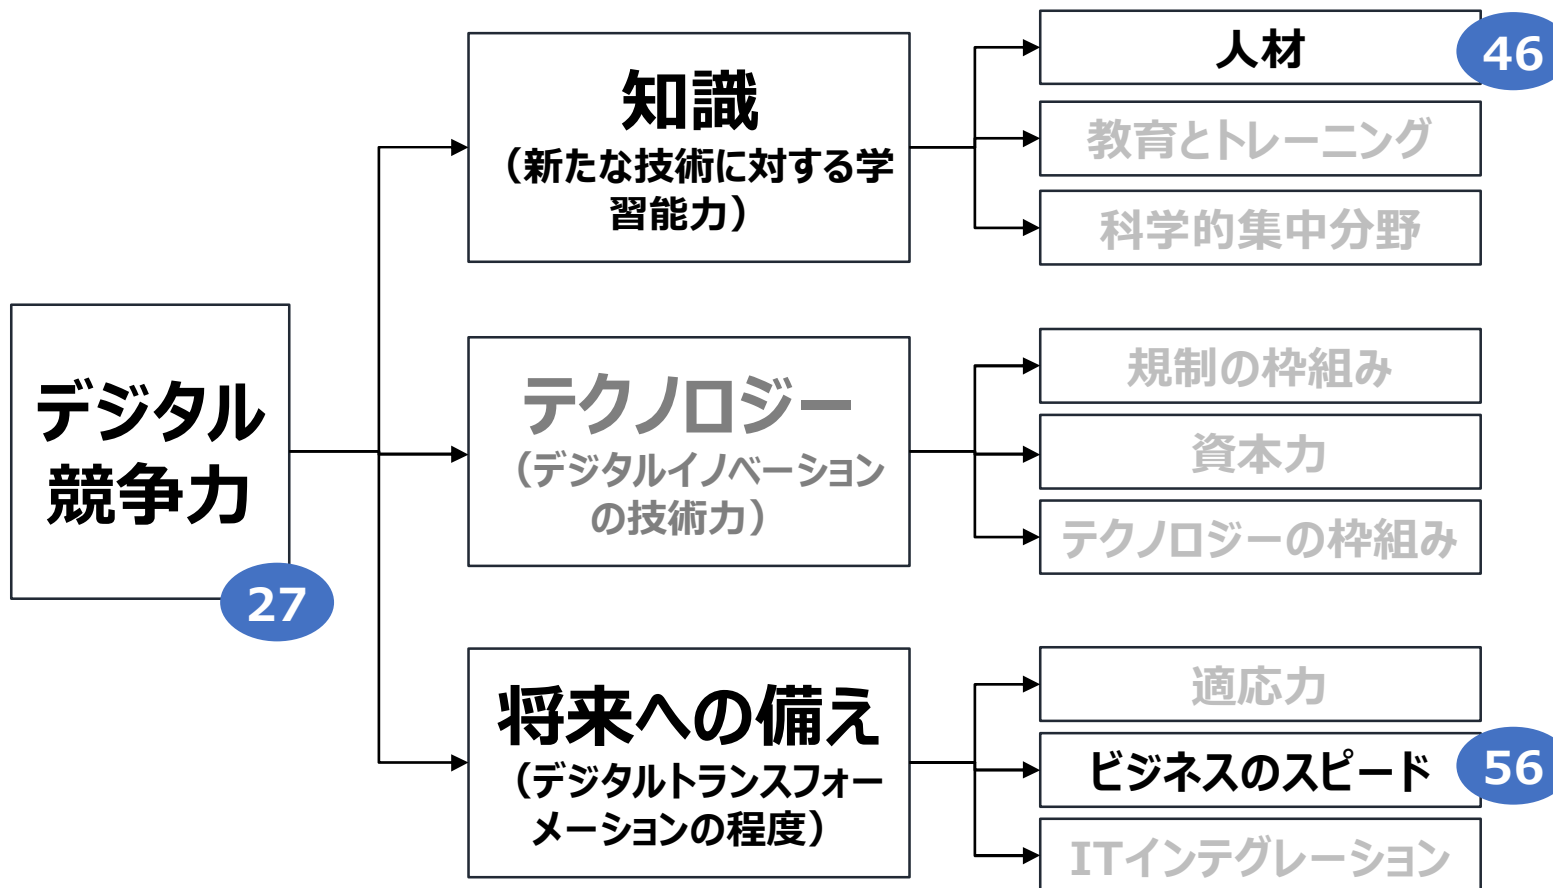 デジタル
競争力
27
知識
（新たな技術に対する学
習能力）
人材
46
教育とトレーニング
科学的集中分野
テクノロジー
（デジタルイノベーション
の技術力）
規制の枠組み
資本力
テクノロジーの枠組み
将来への備え
（デジタルトランスフォー
メーションの程度）
適応力
ビジネスのスピード
56
ITインテグレーション